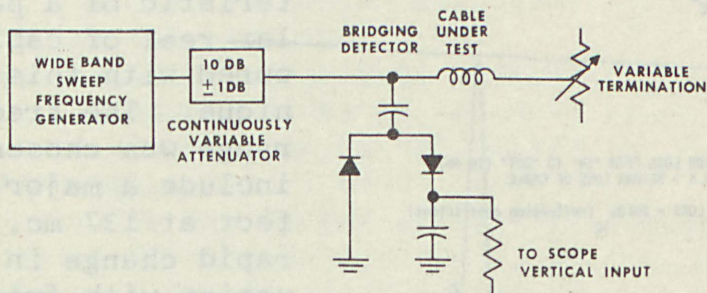 WIDE BAND
SWEEP
FREQUENCY
GENERATOR
10 DB
± 1DB
CONTINUOUSLY
VARIABLE
ATTENUATOR
BRIDGING
DETECTOR
CABLE
UNDER
TEST
VARIABLE
TERMINATION
TO SCOPE
VERTICAL INPUT